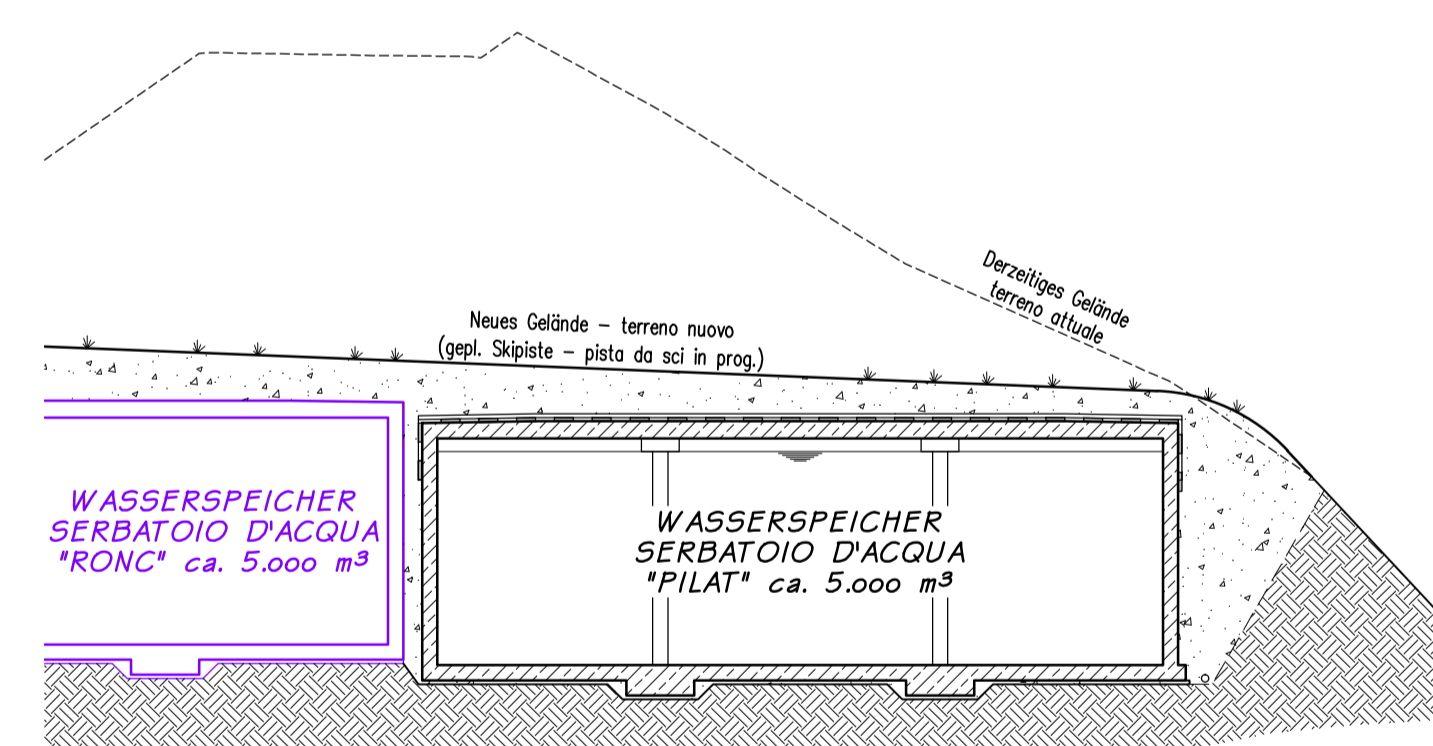 Derzeitiges Gelände
terreno attuale
Neues Gelände – terreno nuovo
(gepl. Skipiste – pista da sci in prog.)
WASSERSPEICHER
SERBATOIO D'ACQUA
"RONC" ca. 5.000 m³
WASSERSPEICHER
SERBATOIO D'ACQUA
"PILAT" ca. 5.000 m³